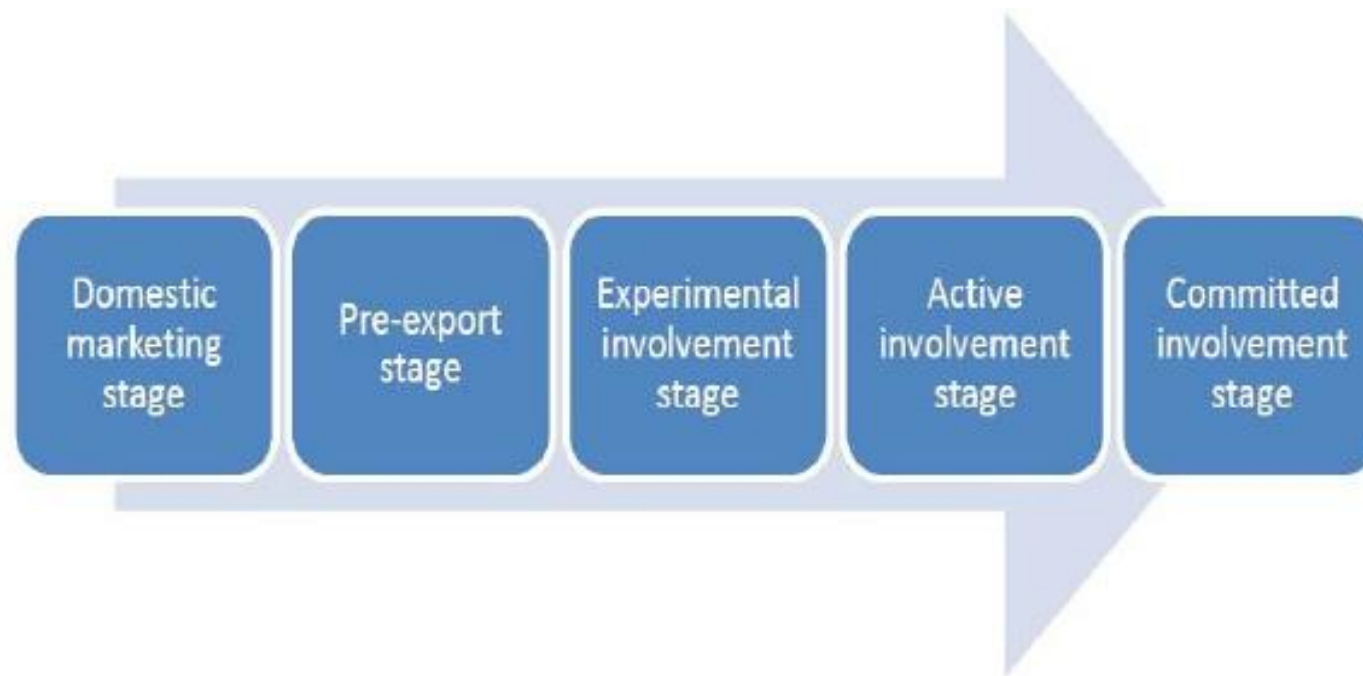 Domestic
marketing
stage
Pre-export
stage
Experimental
involvement
stage
Active
involvement
stage
Committed
involvement
stage